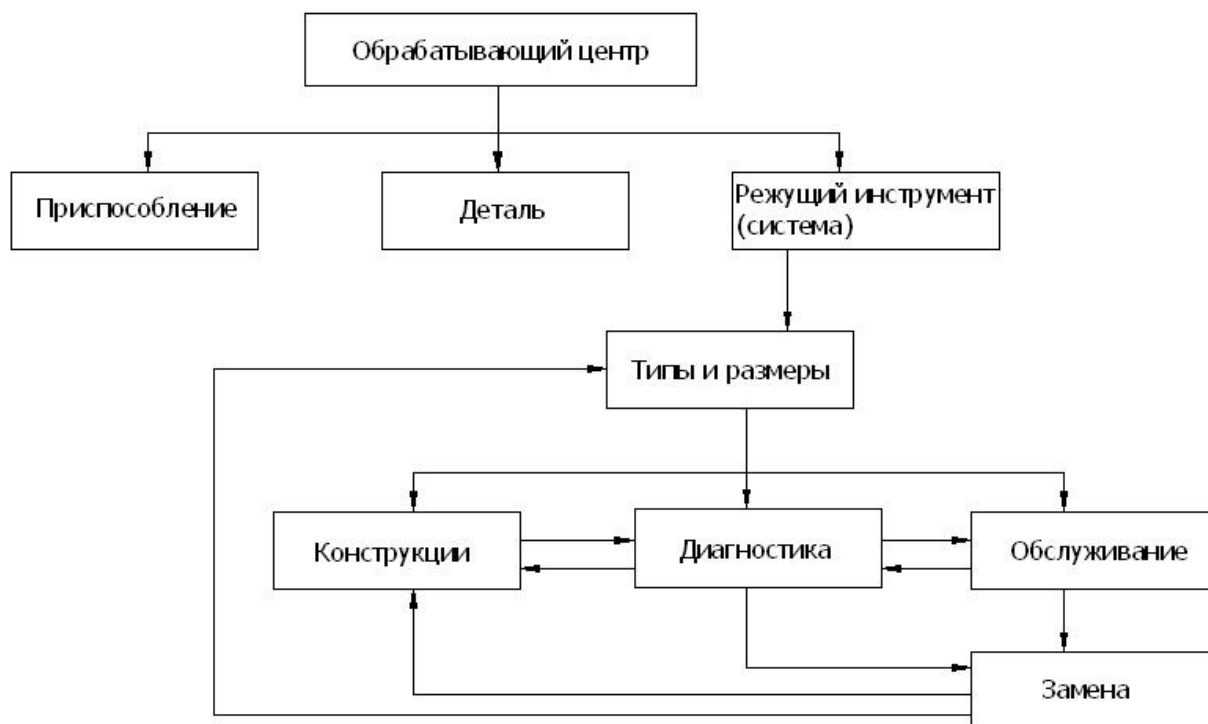 Обрабатывающий центр
Приспособление
Деталь
Режущий инструмент
(система)
Типы и размеры
Конструкции
Диагностика
Обслуживание
Замена